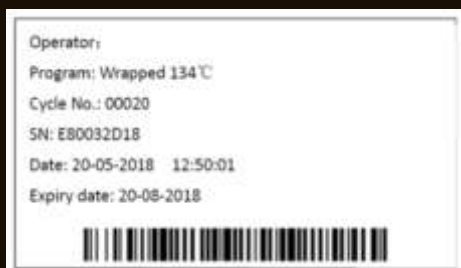 Operator:
Program: Wrapped 134℃
Cycle No.: 00020
SN: E80032D18
Date: 20-05-2018 12:50:01
Expiry date: 20-08-2018